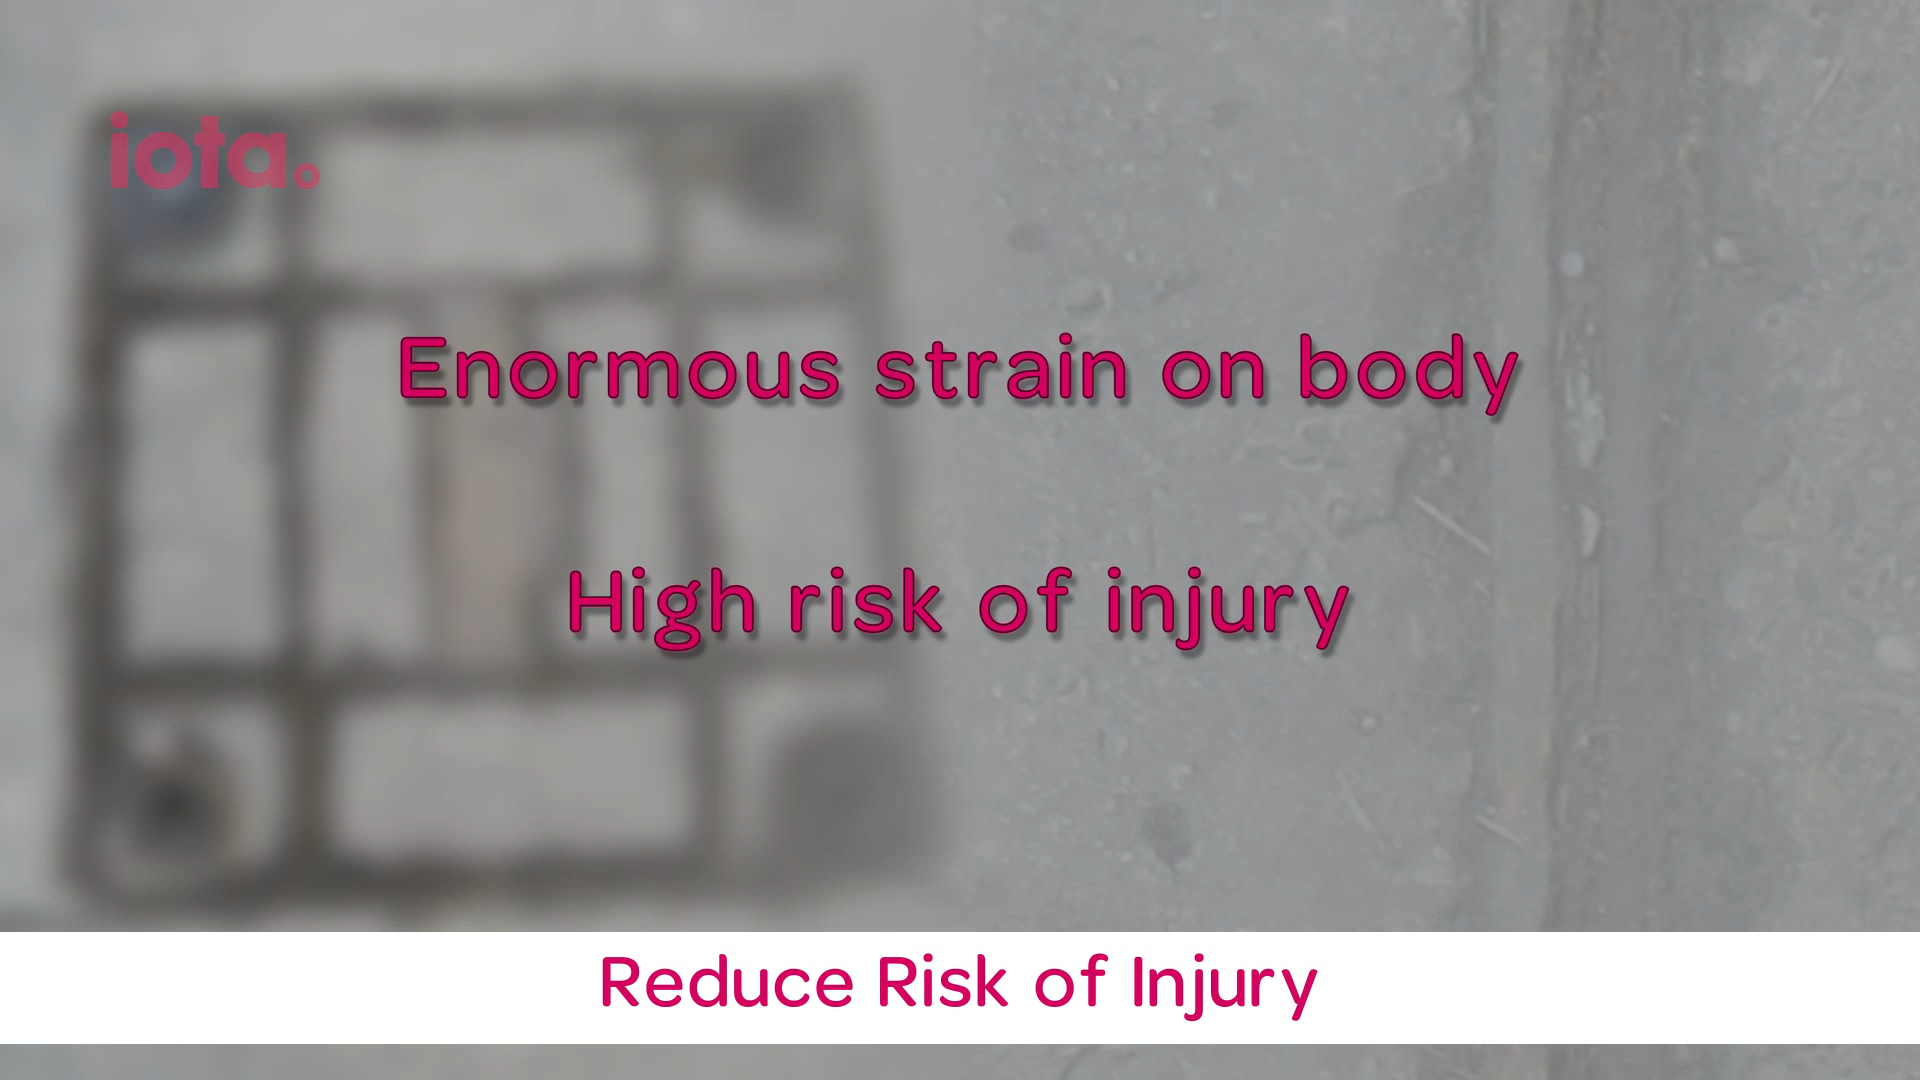 iota.
Enormous strain on body
High risk of injury
Reduce Risk of Injury